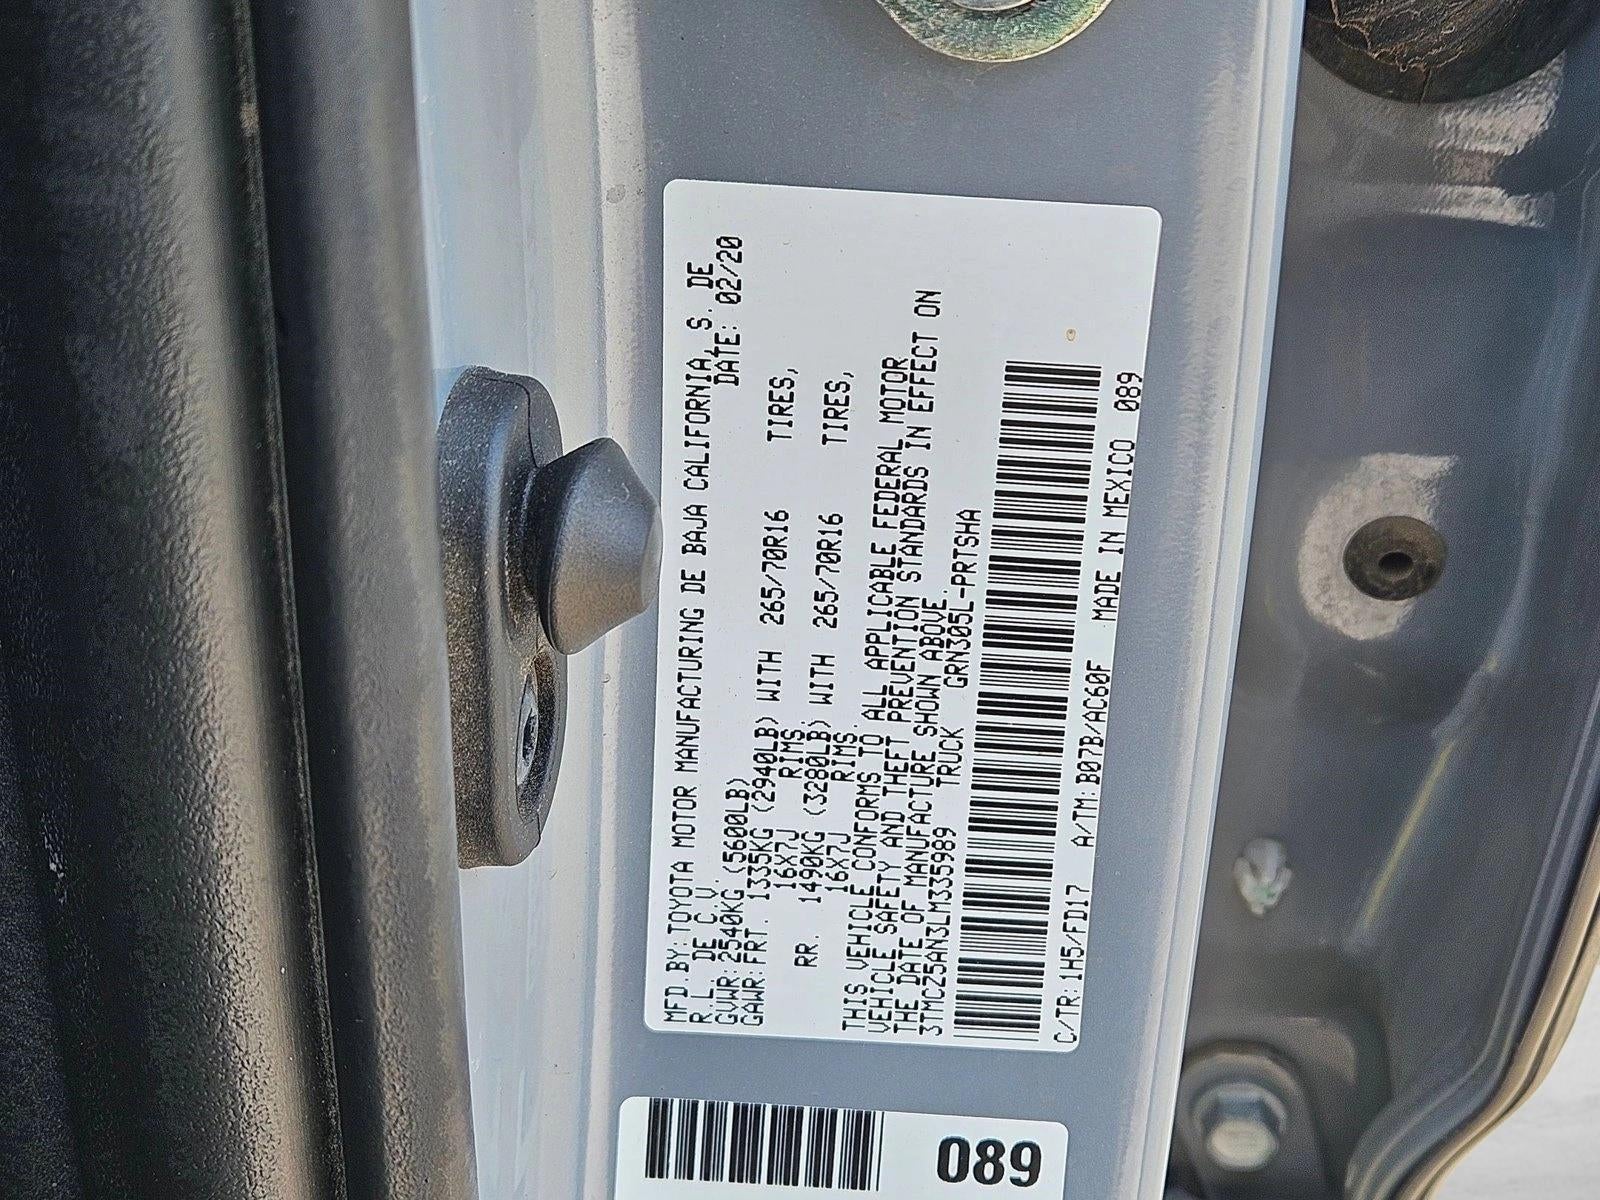 MFD.BY:TOYOTA MOTOR MANUFACTURING DE BAJA CALIFORNIA,S. DE
R.L. DE C.V. DATE: 02/20
GVWR:2540KG (5600LB)
GAWR:FRT. 1335KG (2940LB) WITH 265/70R16 TIRES,
16X7J RIMS.
RR. 1490KG (3280LB) WITH 265/70R16 TIRES,
16X7J RIMS.
THIS VEHICLE CONFORMS TO ALL APPLICABLE FEDERAL MOTOR
VEHICLE SAFETY AND THEFT PREVENTION STANDARDS IN EFFECT ON
THE DATE OF MANUFACTURE SHOWN ABOVE.
3TMCZ5AN3LM335989 TRUCK GRN305L-PRTSHA
C/TR:1H5/FD17 A/TM:B07B/AC60F MADE IN MEXICO 089
089